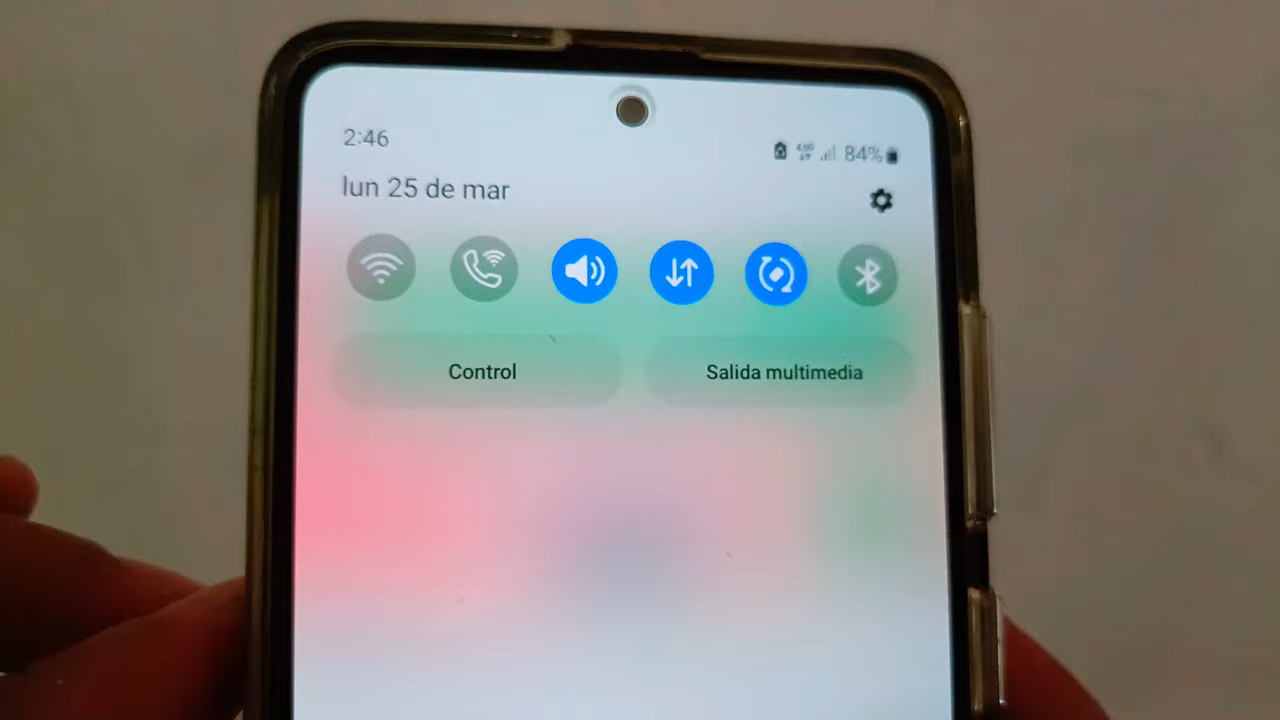 2:46
84%
lun 25 de mar
Control
Salida multimedia